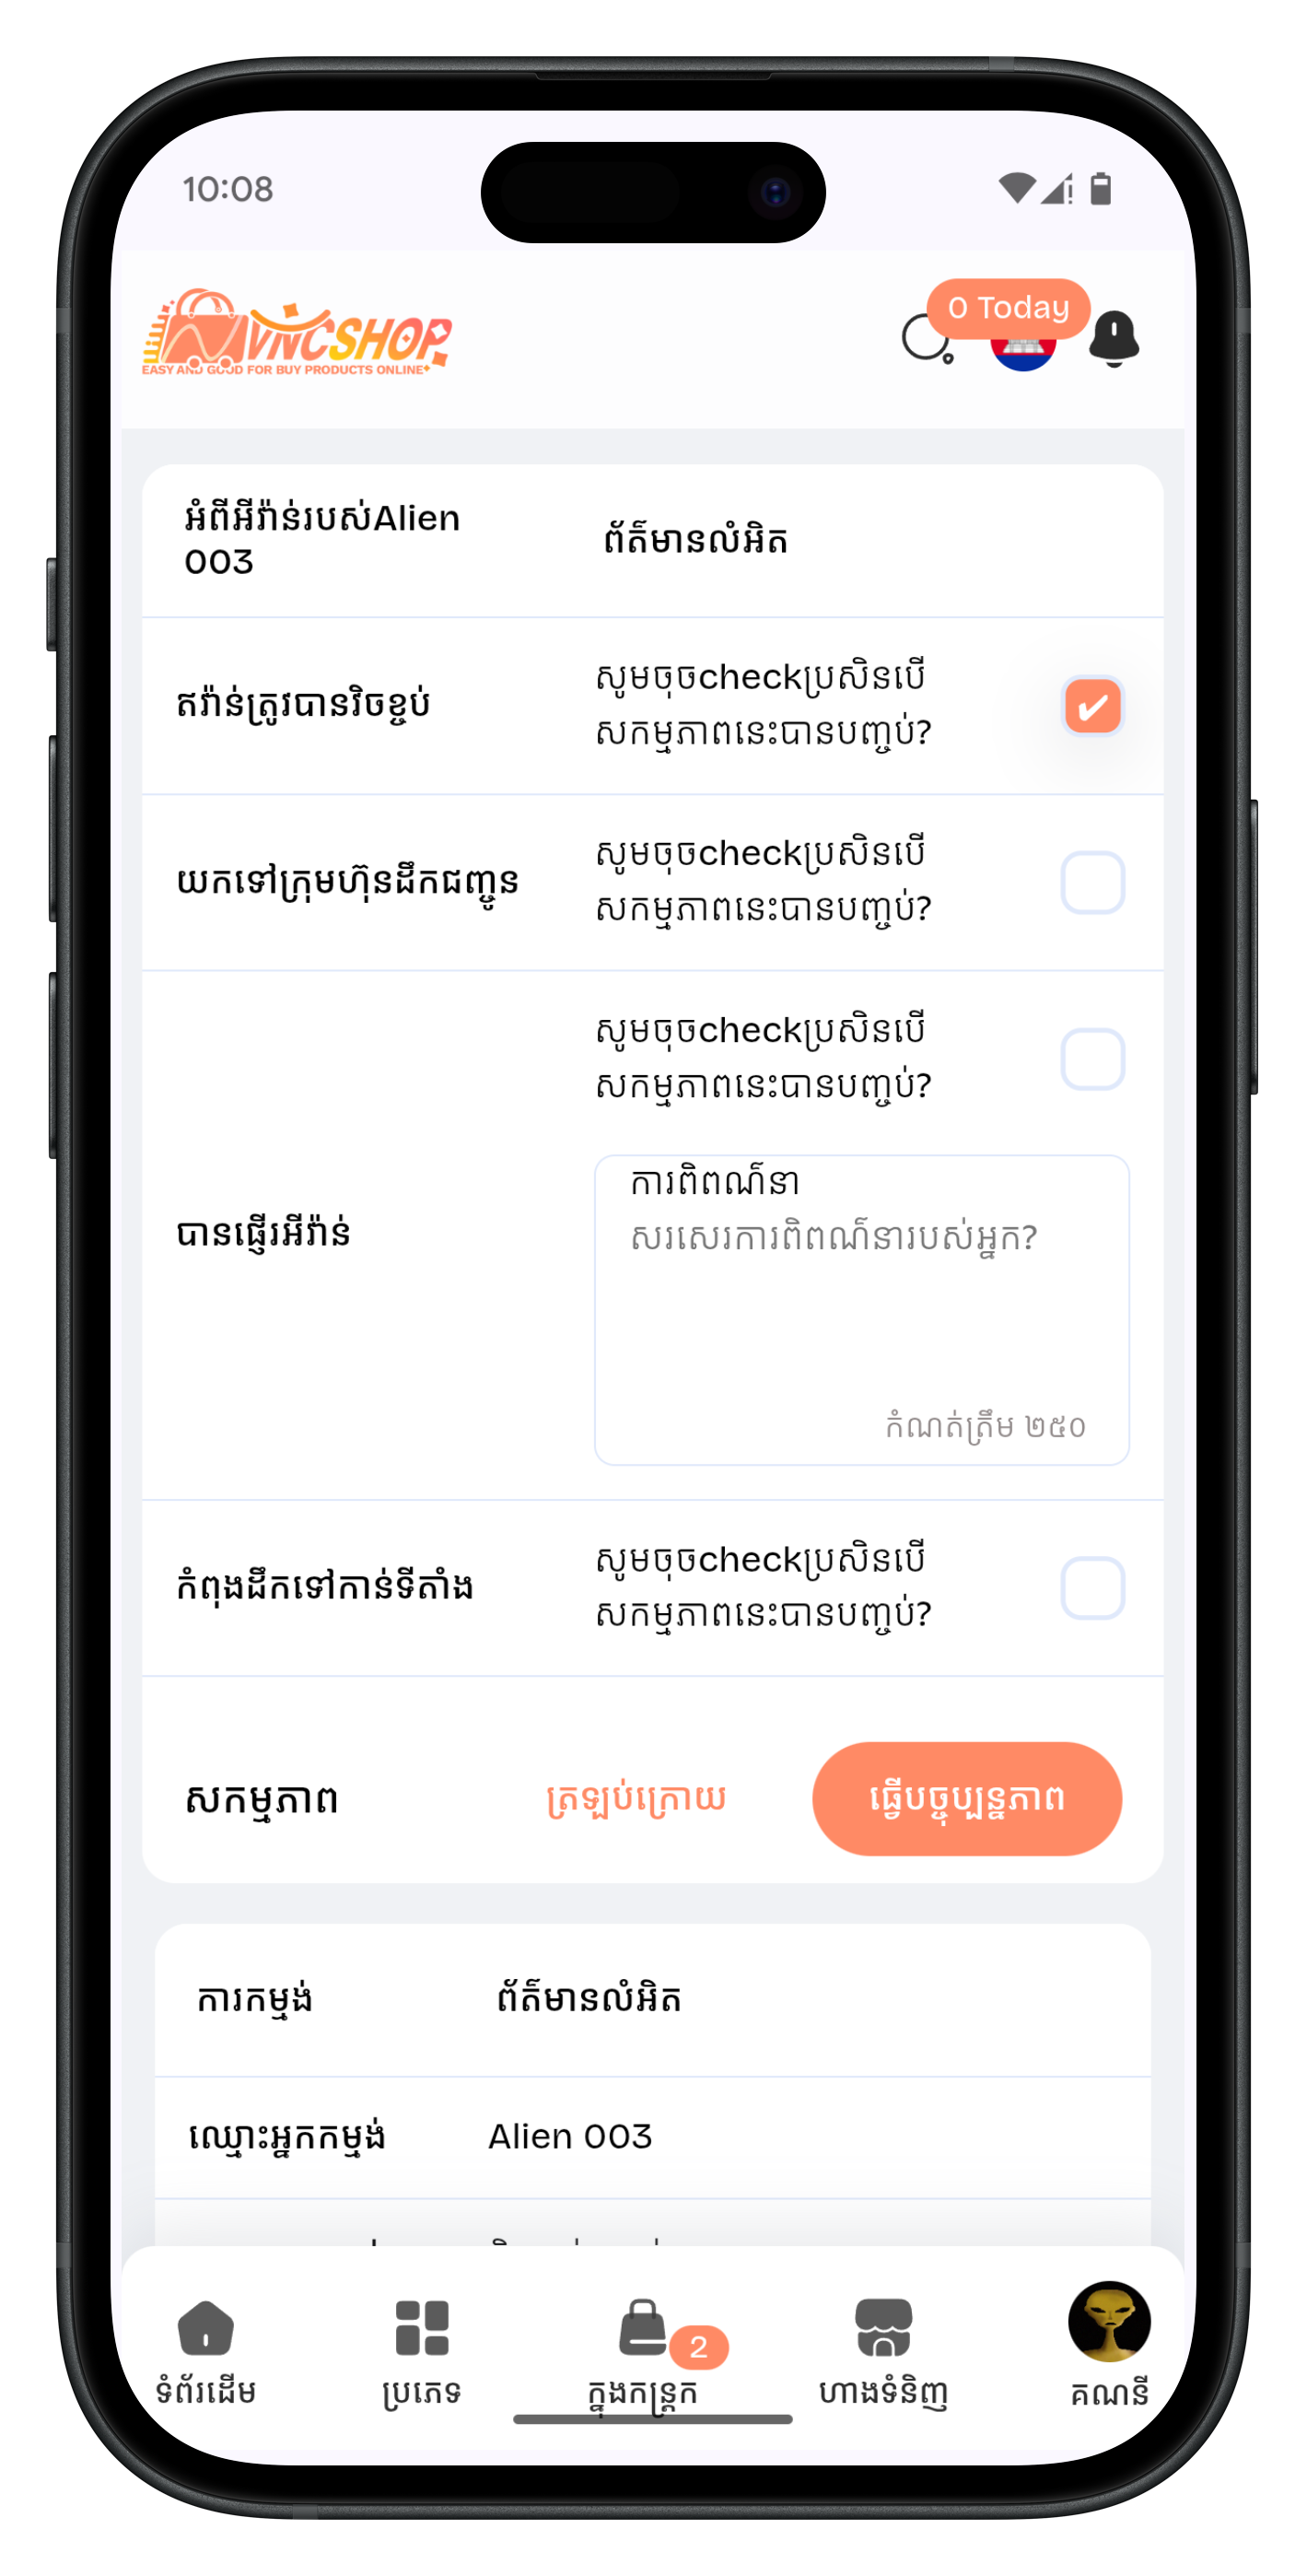 10:08
0 Today
VNCSHOP
EASY AND GOOD FOR BUY PRODUCTS ONLINE
អំពីអីវ៉ាន់របស់Alien
003
ព័ត៌មានលំអិត
ឥវ៉ាន់ត្រូវបានវិចខ្ចប់
សូមចុចcheckប្រសិនបើ
សកម្មភាពនេះបានបញ្ចប់?
✔
យកទៅក្រុមហ៊ុនដឹកជញ្ជូន
សូមចុចcheckប្រសិនបើ
សកម្មភាពនេះបានបញ្ចប់?
បានផ្ញើរអីវ៉ាន់
សូមចុចcheckប្រសិនបើ
សកម្មភាពនេះបានបញ្ចប់?
ការពិពណ៌នា
សរសេរការពិពណ៌នារបស់អ្នក?
កំណត់ត្រឹម ២៥០
កំពុងដឹកទៅកាន់ទីតាំង
សូមចុចcheckប្រសិនបើ
សកម្មភាពនេះបានបញ្ចប់?
សកម្មភាព
ត្រឡប់ក្រោយ
ធ្វើបច្ចុប្បន្នភាព
ការកម្មង់
ព័ត៌មានលំអិត
ឈ្មោះអ្នកកម្មង់
Alien 003
2
ទំព័រដើម
ប្រភេទ
ក្នុងកន្ត្រក
ហាងទំនិញ
គណនី